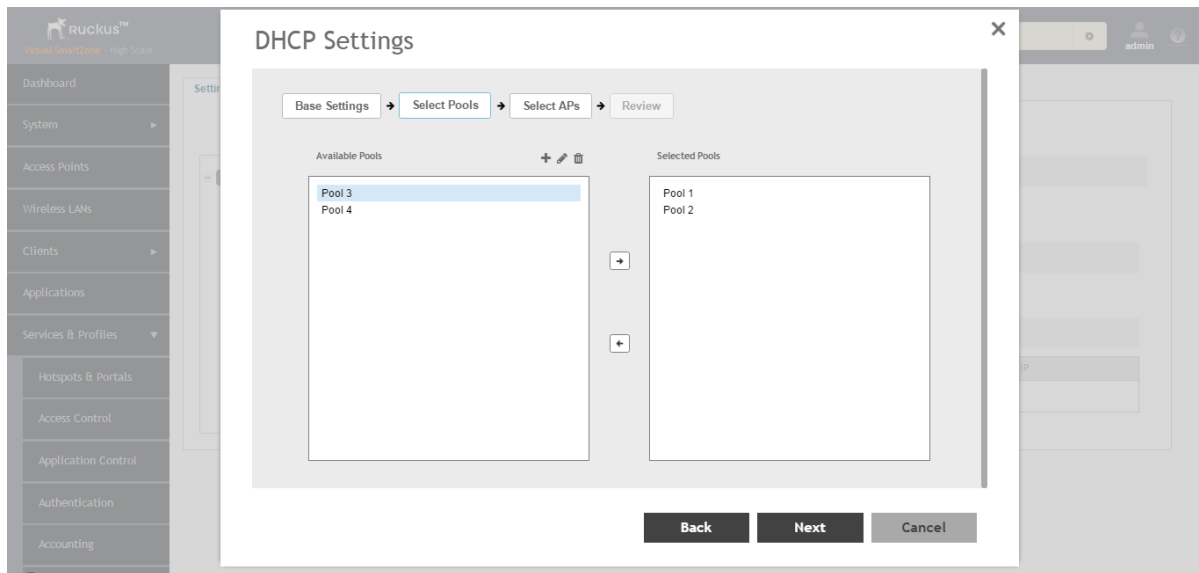 Ruckus™
Virtual SmartZone - High Scale
admin
Dashboard
System
Access Points
Wireless LANs
Clients
Applications
Services & Profiles
Hotspots & Portals
Access Control
Application Control
Authentication
Accounting
Settin
DHCP Settings
Base Settings
Select Pools
Select APs
Review
Available Pools
Selected Pools
Pool 3
Pool 4
Pool 1
Pool 2
IP
Back
Next
Cancel